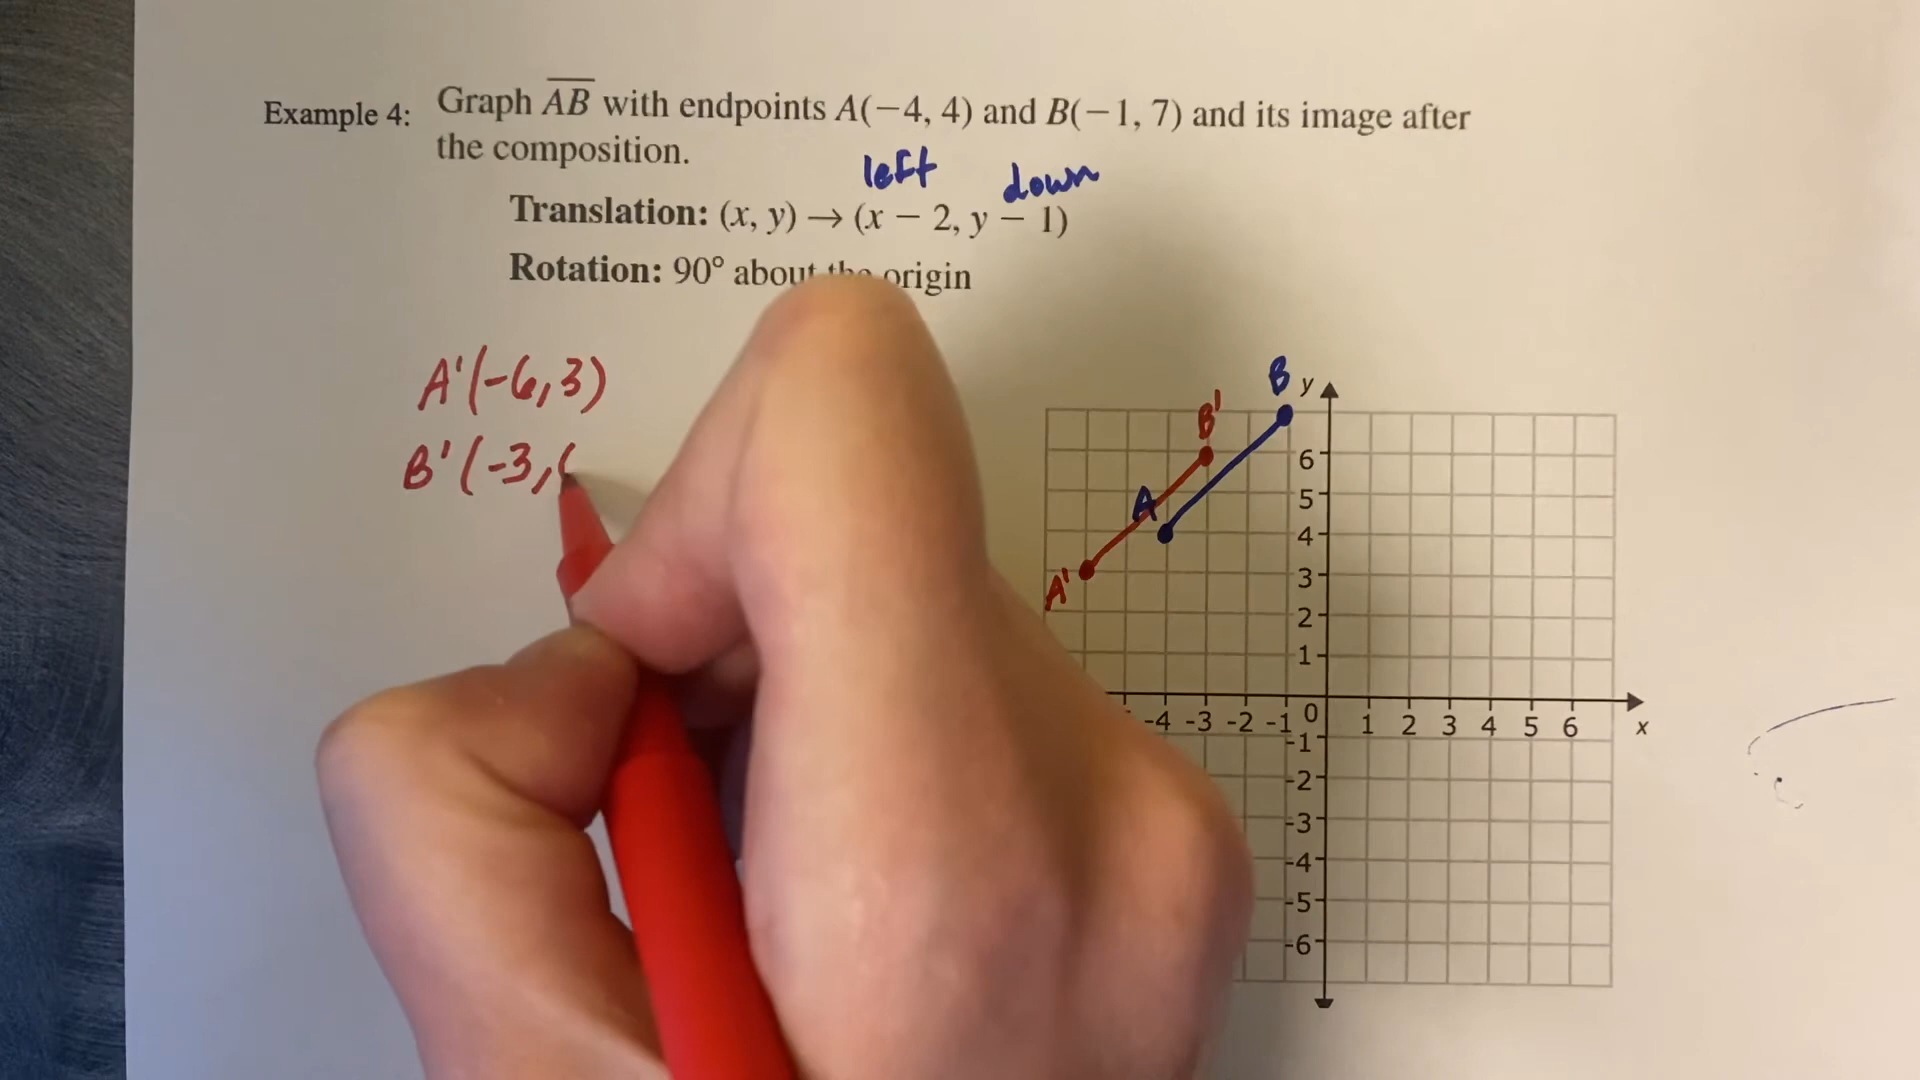 Example 4: Graph AB with endpoints A(−4, 4) and B(−1, 7) and its image after
the composition.
left down
Translation: (x, y) → (x − 2, y − 1)
Rotation: 90° about the origin
A'(-6,3)
B'(-3,
B y
B'
6
A 5
4
A' 3
2
1
-4 -3 -2 -1 0 1 2 3 4 5 6 x
-1
-2
-3
-4
-5
-6